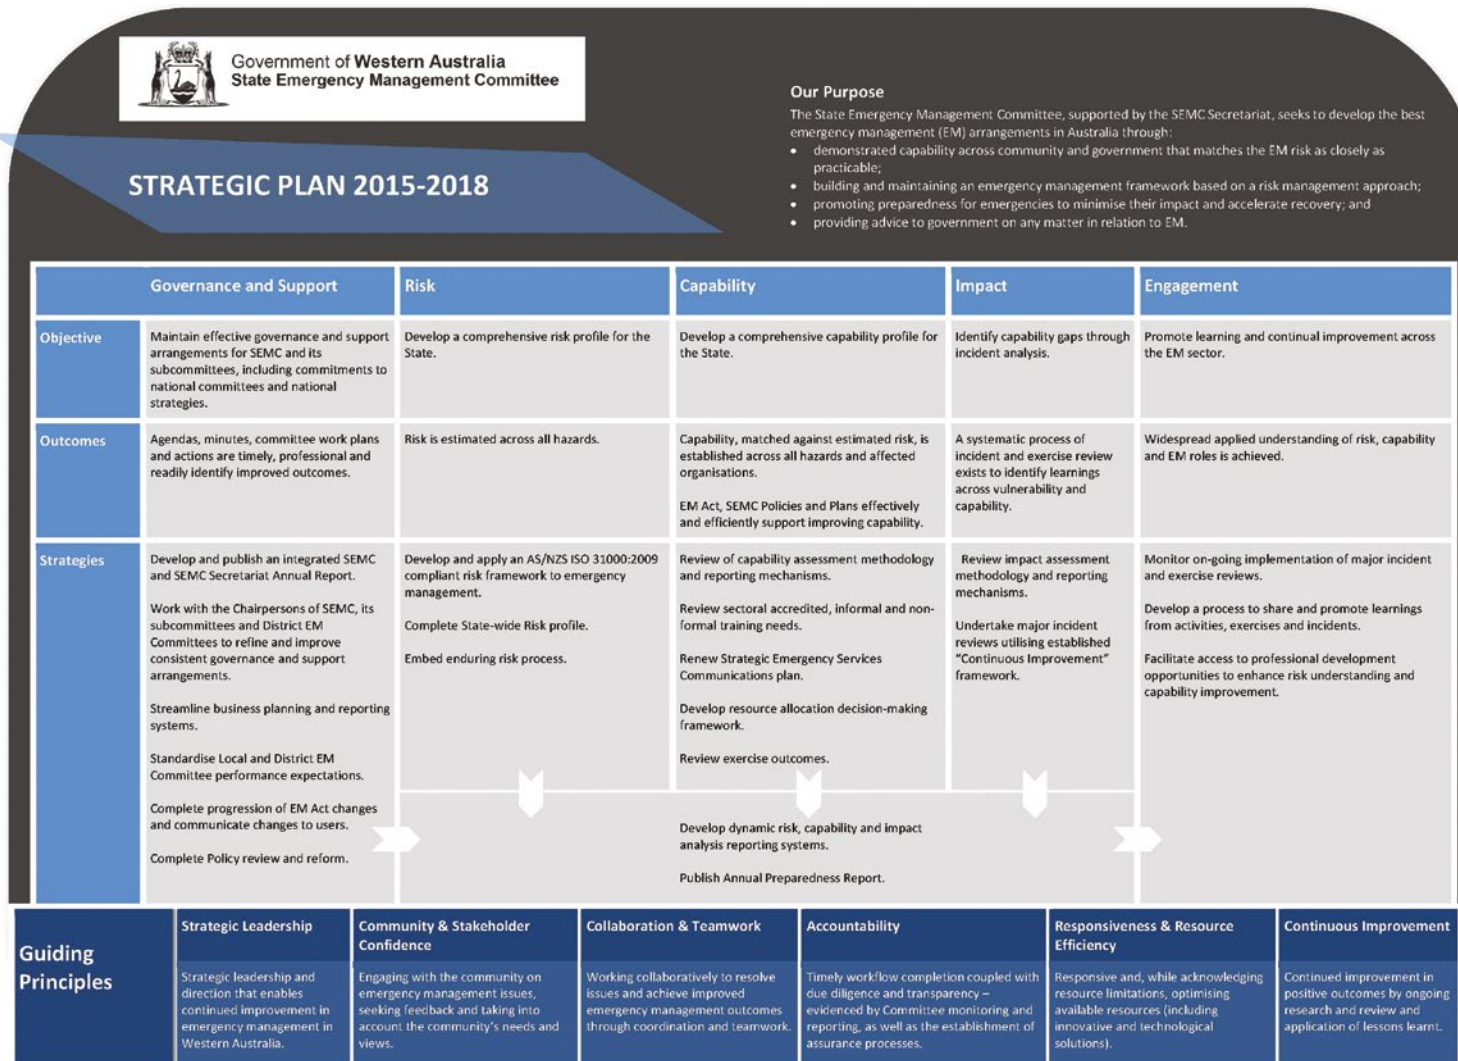 Government of Western Australia
State Emergency Management Committee
STRATEGIC PLAN 2015-2018
Our Purpose
The State Emergency Management Committee, supported by the SEMC Secretariat, seeks to develop the best
emergency management (EM) arrangements in Australia through:
• demonstrated capability across community and government that matches the EM risk as closely as
practicable;
• building and maintaining an emergency management framework based on a risk management approach;
• promoting preparedness for emergencies to minimise their impact and accelerate recovery; and
• providing advice to government on any matter in relation to EM.
Governance and Support
Risk
Capability
Impact
Engagement
Objective
Maintain effective governance and support
arrangements for SEMC and its
subcommittees, including commitments to
national committees and national
strategies.
Develop a comprehensive risk profile for the
State.
Develop a comprehensive capability profile for
the State.
Identify capability gaps through
incident analysis.
Promote learning and continual improvement across
the EM sector.
Outcomes
Agendas, minutes, committee work plans
and actions are timely, professional and
readily identify improved outcomes.
Risk is estimated across all hazards.
Capability, matched against estimated risk, is
established across all hazards and affected
organisations.
EM Act, SEMC Policies and Plans effectively
and efficiently support improving capability.
A systematic process of
incident and exercise review
exists to identify learnings
across vulnerability and
capability.
Widespread applied understanding of risk, capability
and EM roles is achieved.
Strategies
Develop and publish an integrated SEMC
and SEMC Secretariat Annual Report.
Work with the Chairpersons of SEMC, its
subcommittees and District EM
Committees to refine and improve
consistent governance and support
arrangements.
Streamline business planning and reporting
systems.
Standardise Local and District EM
Committee performance expectations.
Complete progression of EM Act changes
and communicate changes to users.
Complete Policy review and reform.
Develop and apply an AS/NZS ISO 31000:2009
compliant risk framework to emergency
management.
Complete State-wide Risk profile.
Embed enduring risk process.
Review of capability assessment methodology
and reporting mechanisms.
Review sectoral accredited, informal and non-
formal training needs.
Renew Strategic Emergency Services
Communications plan.
Develop resource allocation decision-making
framework.
Review exercise outcomes.
Review impact assessment
methodology and reporting
mechanisms.
Undertake major incident
reviews utilising established
"Continuous Improvement"
framework.
Monitor on-going implementation of major incident
and exercise reviews.
Develop a process to share and promote learnings
from activities, exercises and incidents.
Facilitate access to professional development
opportunities to enhance risk understanding and
capability improvement.
Develop dynamic risk, capability and impact
analysis reporting systems.
Publish Annual Preparedness Report.
Guiding
Principles
Strategic Leadership
Strategic leadership and
direction that enables
continued improvement in
emergency management in
Western Australia.
Community & Stakeholder
Confidence
Engaging with the community on
emergency management issues,
seeking feedback and taking into
account the community's needs and
views.
Collaboration & Teamwork
Working collaboratively to resolve
issues and achieve improved
emergency management outcomes
through coordination and teamwork.
Accountability
Timely workflow completion coupled with
due diligence and transparency –
evidenced by Committee monitoring and
reporting, as well as the establishment of
assurance processes.
Responsiveness & Resource
Efficiency
Responsive and, while acknowledging
resource limitations, optimising
available resources (including
innovative and technological
solutions).
Continuous Improvement
Continued improvement in
positive outcomes by ongoing
research and review and
application of lessons learnt.